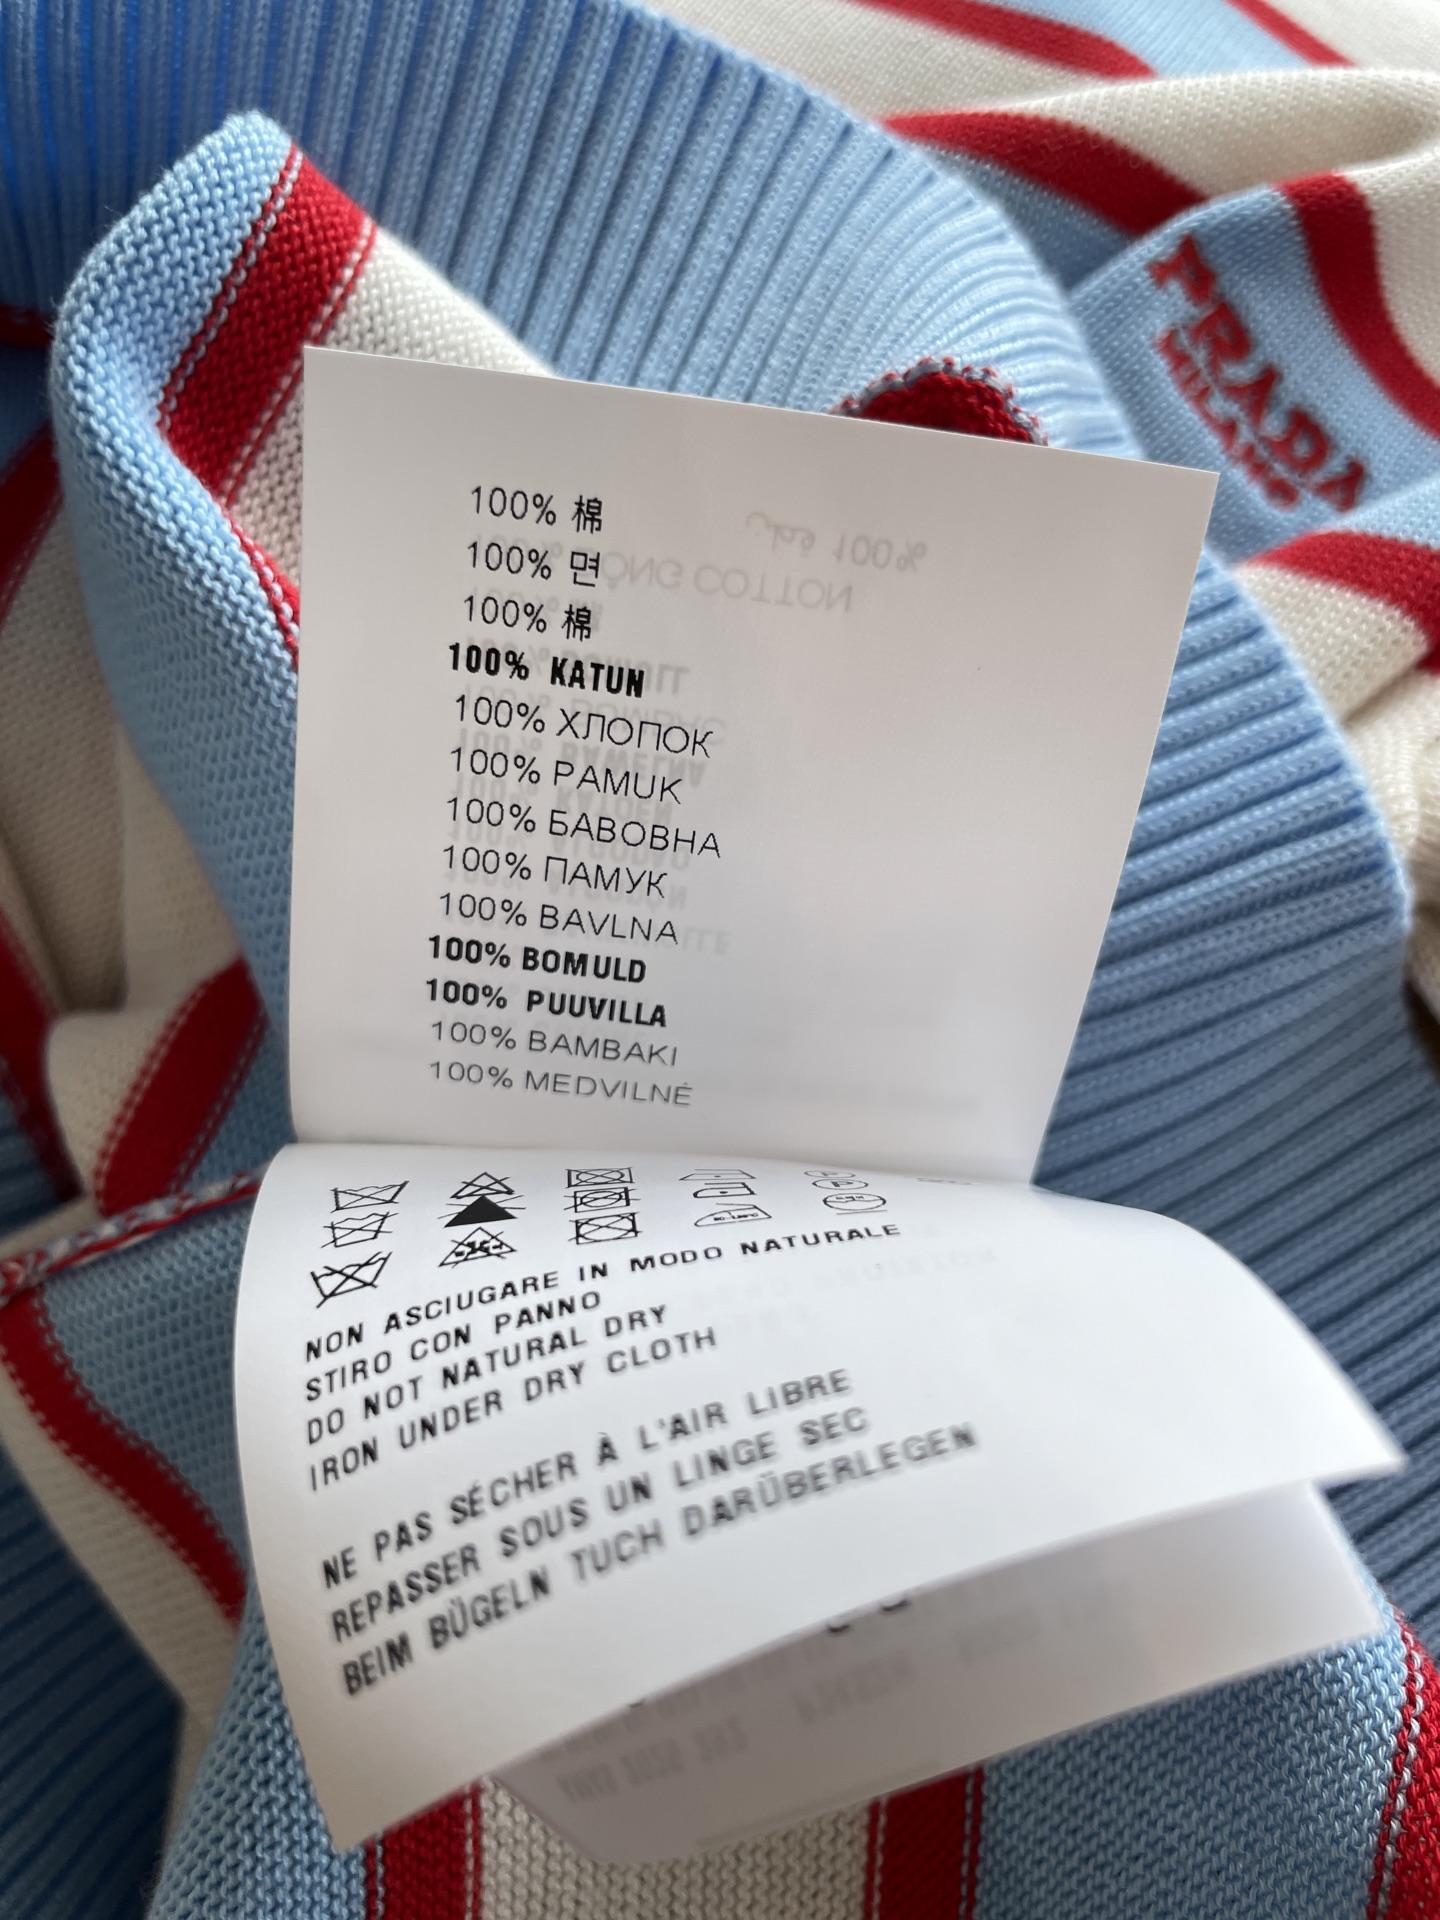 PRADA
MILANO
100% 棉
100% 면
100% 棉
100% KATUN
100% ХЛОПОК
100% PAMUK
100% БАВОВНА
100% ПАМУК
100% BAVLNA
100% BOMULD
100% PUUVILLA
100% BAMBAKI
100% MEDVILNĖ
NON ASCIUGARE IN MODO NATURALE
STIRO CON PANNO
DO NOT NATURAL DRY
IRON UNDER DRY CLOTH
NE PAS SÉCHER À L'AIR LIBRE
REPASSER SOUS UN LINGE SEC
BEIM BÜGELN TUCH DARÜBERLEGEN